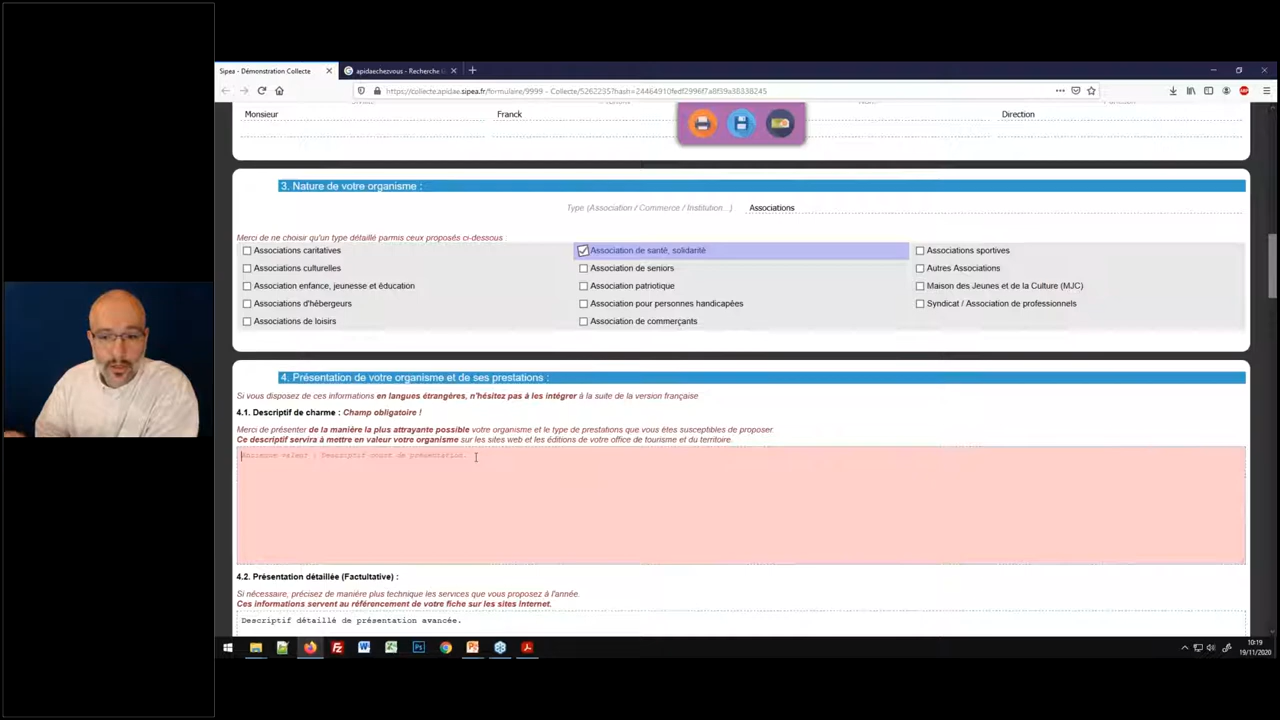 Sipea - Démonstration Collecte
apidaechezvous - Recherche
https://collecte.apidae.sipea.fr/formulaire/9999 - Collecte/5262235?hash=24464910fedf2996f7a8f39a38338245
Monsieur
Franck
Direction
3. Nature de votre organisme :
Type (Association / Commerce / Institution...)
Associations
Merci de ne choisir qu'un type détaillé parmis ceux proposés ci-dessous :
Associations caritatives
Association de santé, solidarité
Associations sportives
Associations culturelles
Association de seniors
Autres Associations
Association enfance, jeunesse et éducation
Association patriotique
Maison des Jeunes et de la Culture (MJC)
Associations d'hébergeurs
Association pour personnes handicapées
Syndicat / Association de professionnels
Associations de loisirs
Association de commerçants
4. Présentation de votre organisme et de ses prestations :
Si vous disposez de ces informations en langues étrangères, n'hésitez pas à les intégrer à la suite de la version française
4.1. Descriptif de charme : Champ obligatoire !
Merci de présenter de la manière la plus attrayante possible votre organisme et le type de prestations que vous êtes susceptbibles de proposer
Ce descriptif servira à mettre en valeur votre organisme sur les sites web et les éditions de votre office de tourisme et du territoire.
Ancienne valeur | Descriptif court de présentation.
4.2. Présentation détaillée (Factultative) :
Si nécessaire, précisez de manière plus technique les services que vous proposez à l'année.
Ces informations servent au référencement de votre fiche sur les sites Internet.
Descriptif détaillé de présentation avancée.
10:19
19/11/2020